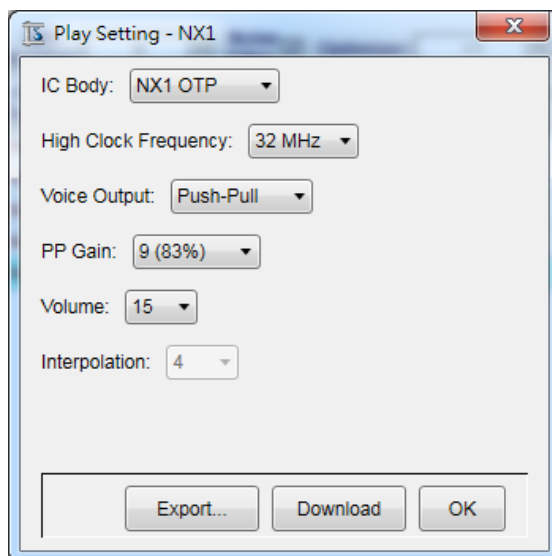 Play Setting - NX1
IC Body: NX1 OTP
High Clock Frequency: 32 MHz
Voice Output: Push-Pull
PP Gain: 9 (83%)
Volume: 15
Interpolation: 4
Export... Download OK